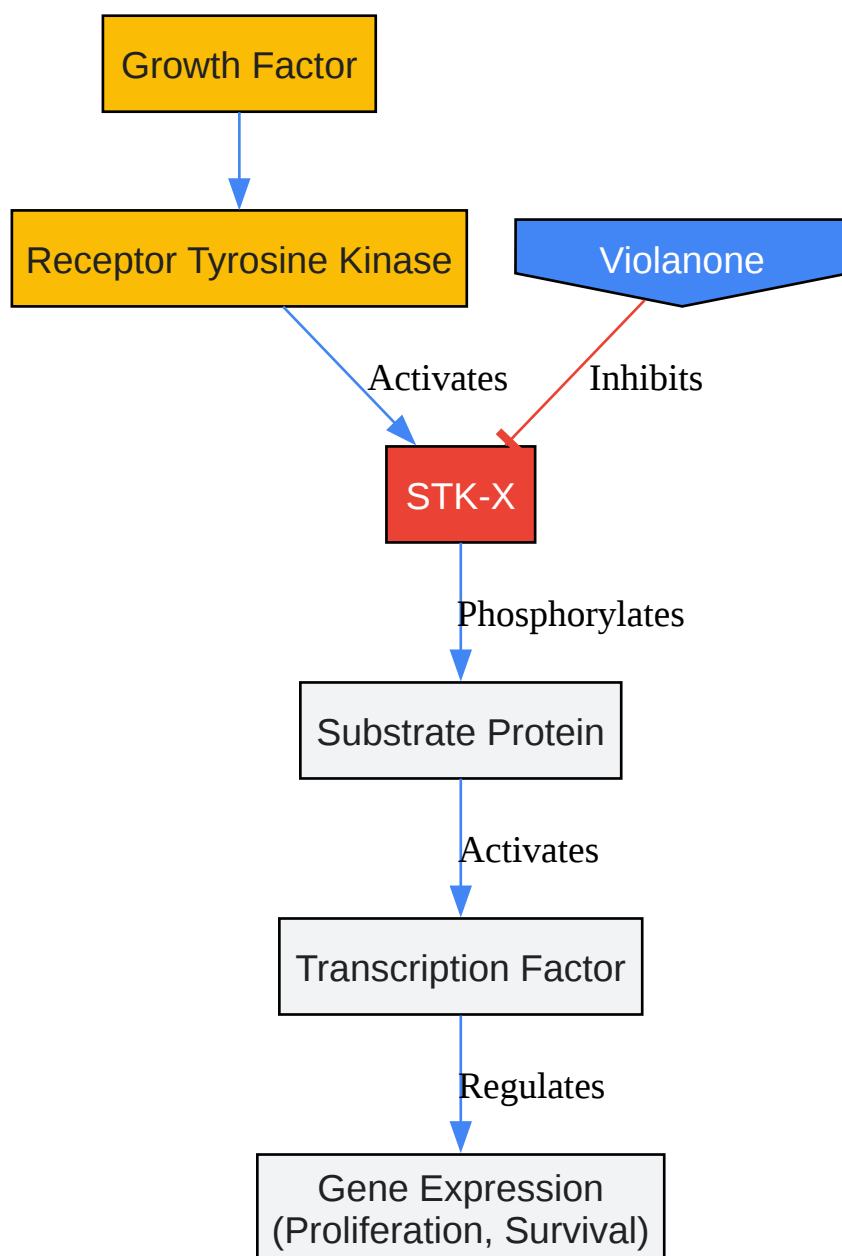 Growth Factor
Receptor Tyrosine Kinase
Violanone
Activates
Inhibits
STK-X
Phosphorylates
Substrate Protein
Activates
Transcription Factor
Regulates
Gene Expression
(Proliferation, Survival)